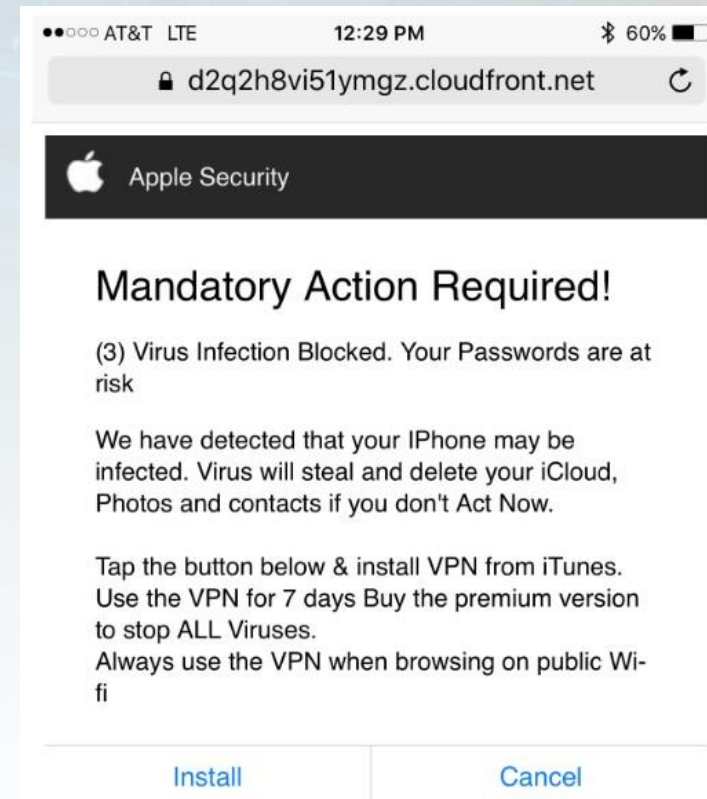 AT&T LTE 12:29 PM 60%
d2q2h8vi51ymgz.cloudfront.net
Apple Security
Mandatory Action Required!
(3) Virus Infection Blocked. Your Passwords are at
risk
We have detected that your IPhone may be
infected. Virus will steal and delete your iCloud,
Photos and contacts if you don't Act Now.
Tap the button below & install VPN from iTunes.
Use the VPN for 7 days Buy the premium version
to stop ALL Viruses.
Always use the VPN when browsing on public Wi-
fi
Install Cancel